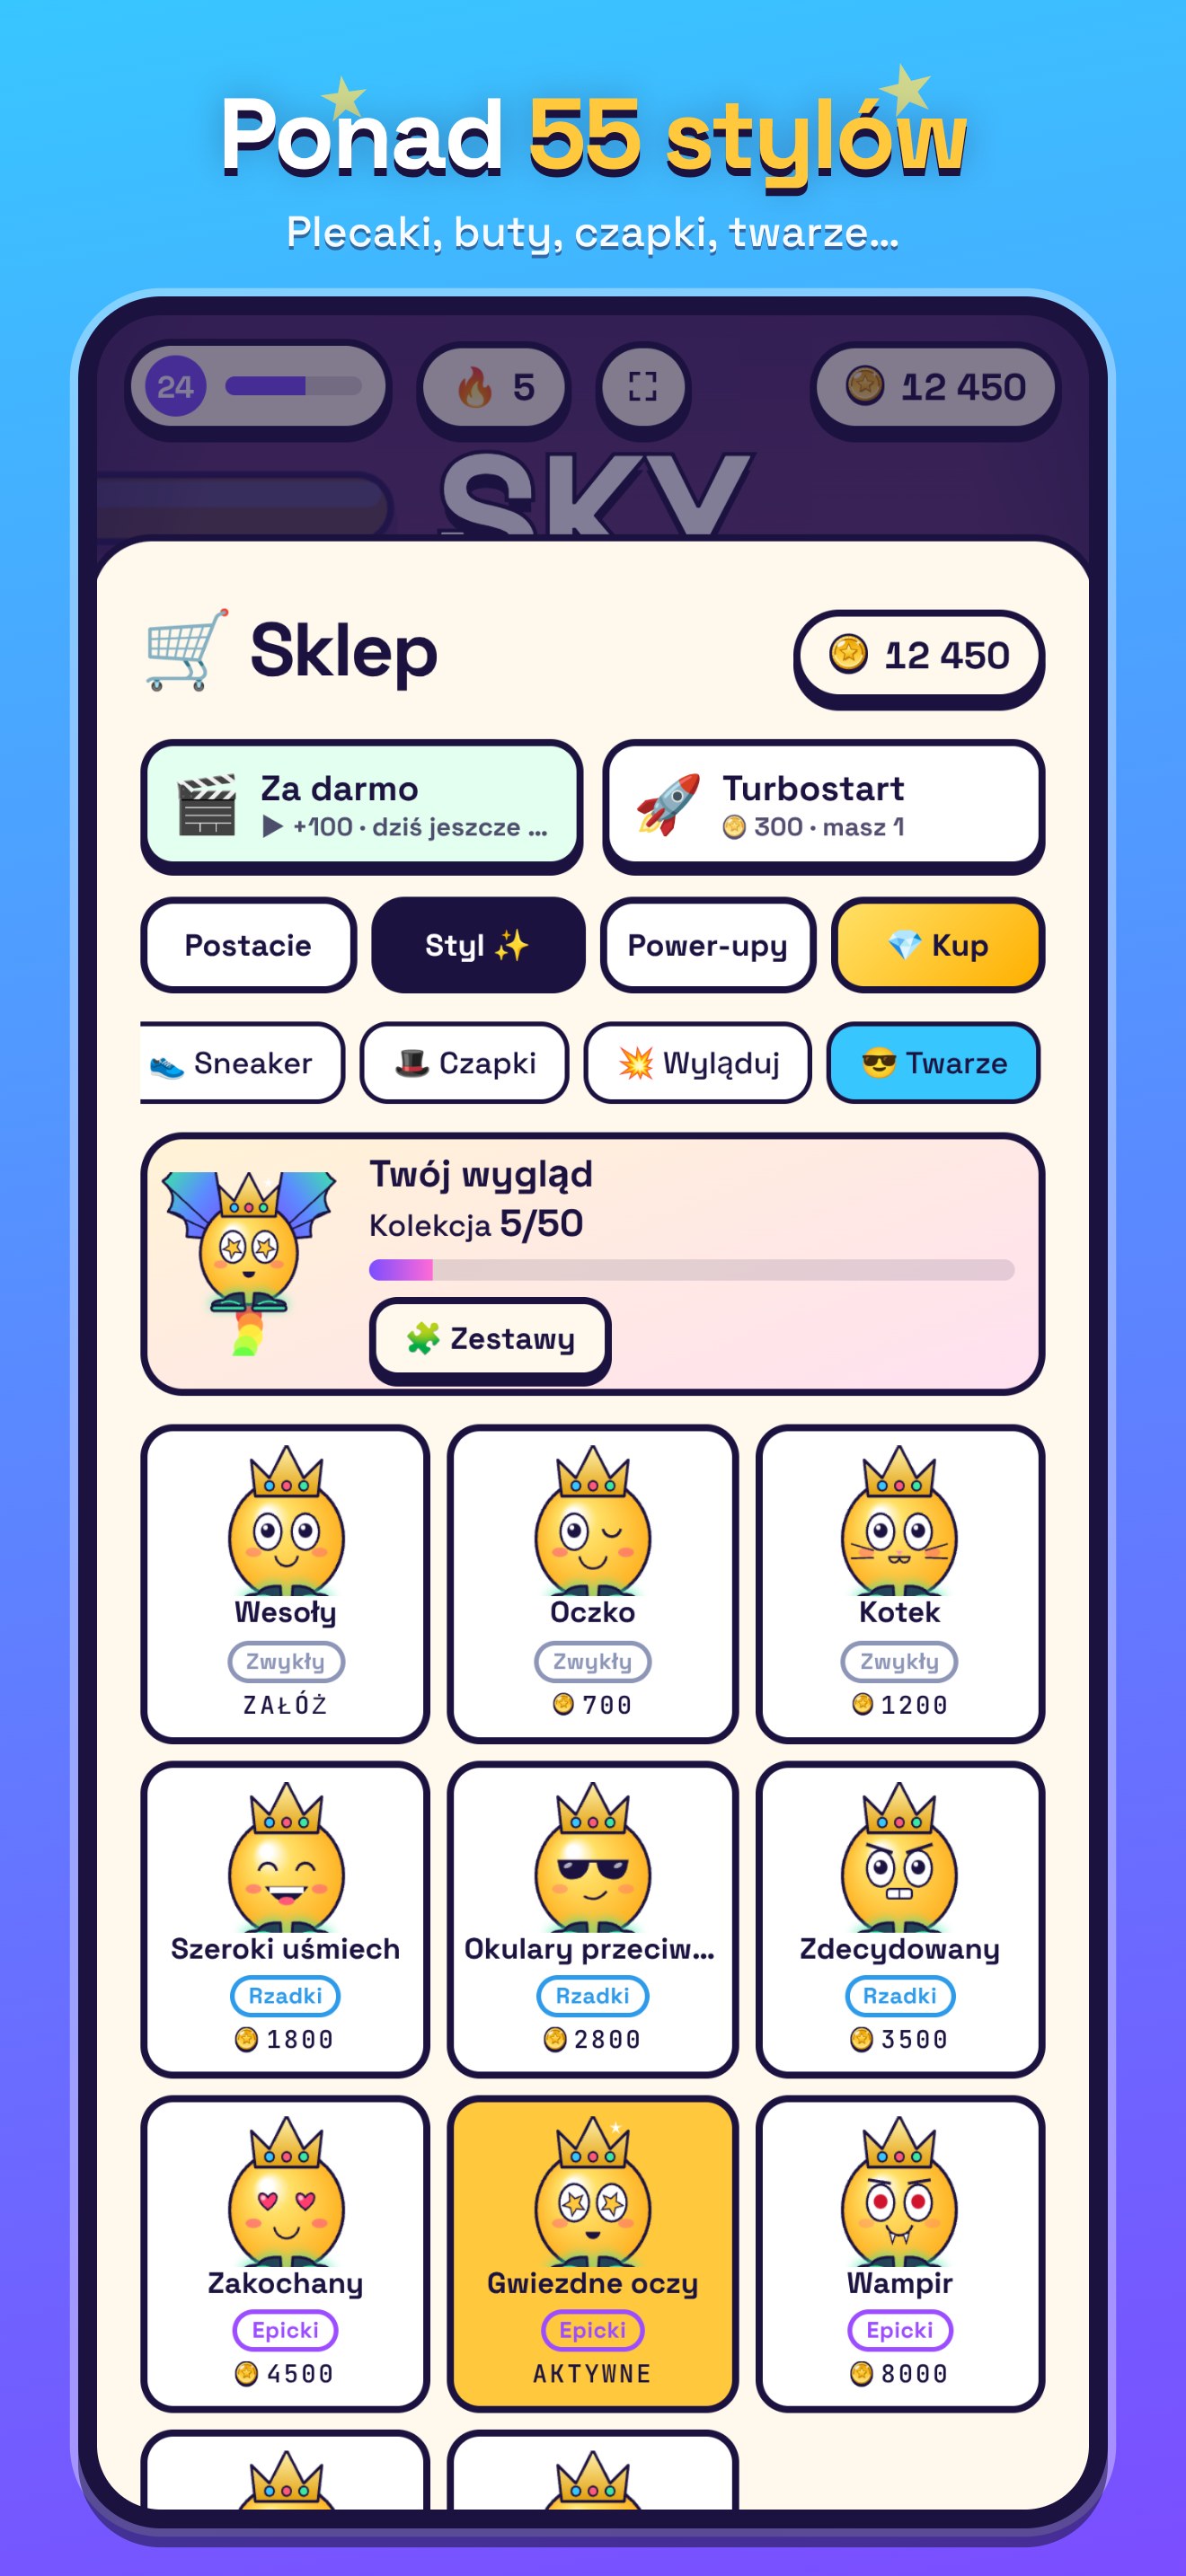 Ponad 55 stylów
Plecaki, buty, czapki, twarze...
24
🔥 5
12 450
SKY
🛒 Sklep
12 450
🎬 Za darmo
▶ +100 · dziś jeszcze ...
🚀 Turbostart
300 · masz 1
Postacie
Styl ✨
Power-upy
💎 Kup
👟 Sneaker
🎩 Czapki
💥 Wyląduj
😎 Twarze
Twój wygląd
Kolekcja 5/50
🧩 Zestawy
Wesoły
Zwykły
ZAŁÓŻ
Oczko
Zwykły
700
Kotek
Zwykły
1200
Szeroki uśmiech
Rzadki
1800
Okulary przeciw...
Rzadki
2800
Zdecydowany
Rzadki
3500
Zakochany
Epicki
4500
Gwiezdne oczy
Epicki
AKTYWNE
Wampir
Epicki
8000